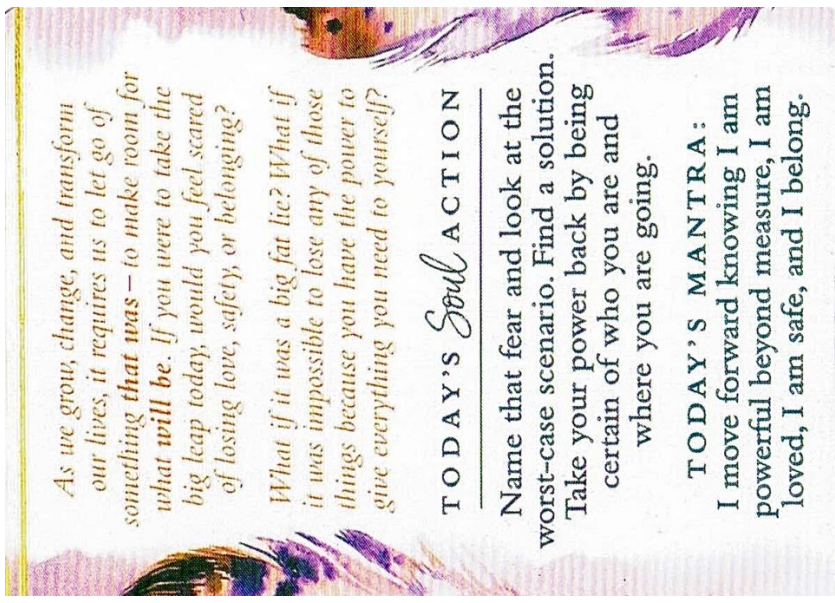 As we grow, change, and transform
our lives, it requires us to let go of
something that was – to make room for
what will be. If you were to take the
big leap today, would you feel scared
of losing love, safety, or belonging?
What if it was a big fat lie? What if
it was impossible to lose any of those
things because you have the power to
give everything you need to yourself?
TODAY'S Soul ACTION
Name that fear and look at the
worst-case scenario. Find a solution.
Take your power back by being
certain of who you are and
where you are going.
TODAY'S MANTRA:
I move forward knowing I am
powerful beyond measure, I am
loved, I am safe, and I belong.